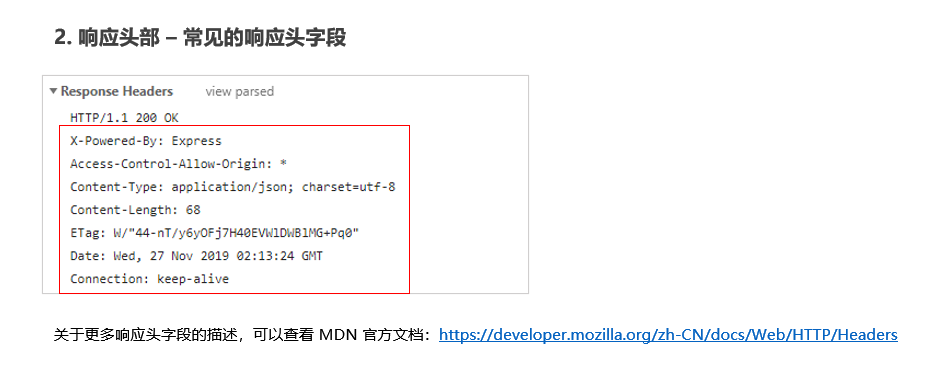 2. 响应头部 – 常见的响应头字段
Response Headers view parsed
HTTP/1.1 200 OK
X-Powered-By: Express
Access-Control-Allow-Origin: *
Content-Type: application/json; charset=utf-8
Content-Length: 68
ETag: W/"44-nT/y6yOFj7H40EVWlDWBlMG+Pq0"
Date: Wed, 27 Nov 2019 02:13:24 GMT
Connection: keep-alive
关于更多响应头字段的描述，可以查看 MDN 官方文档：https://developer.mozilla.org/zh-CN/docs/Web/HTTP/Headers